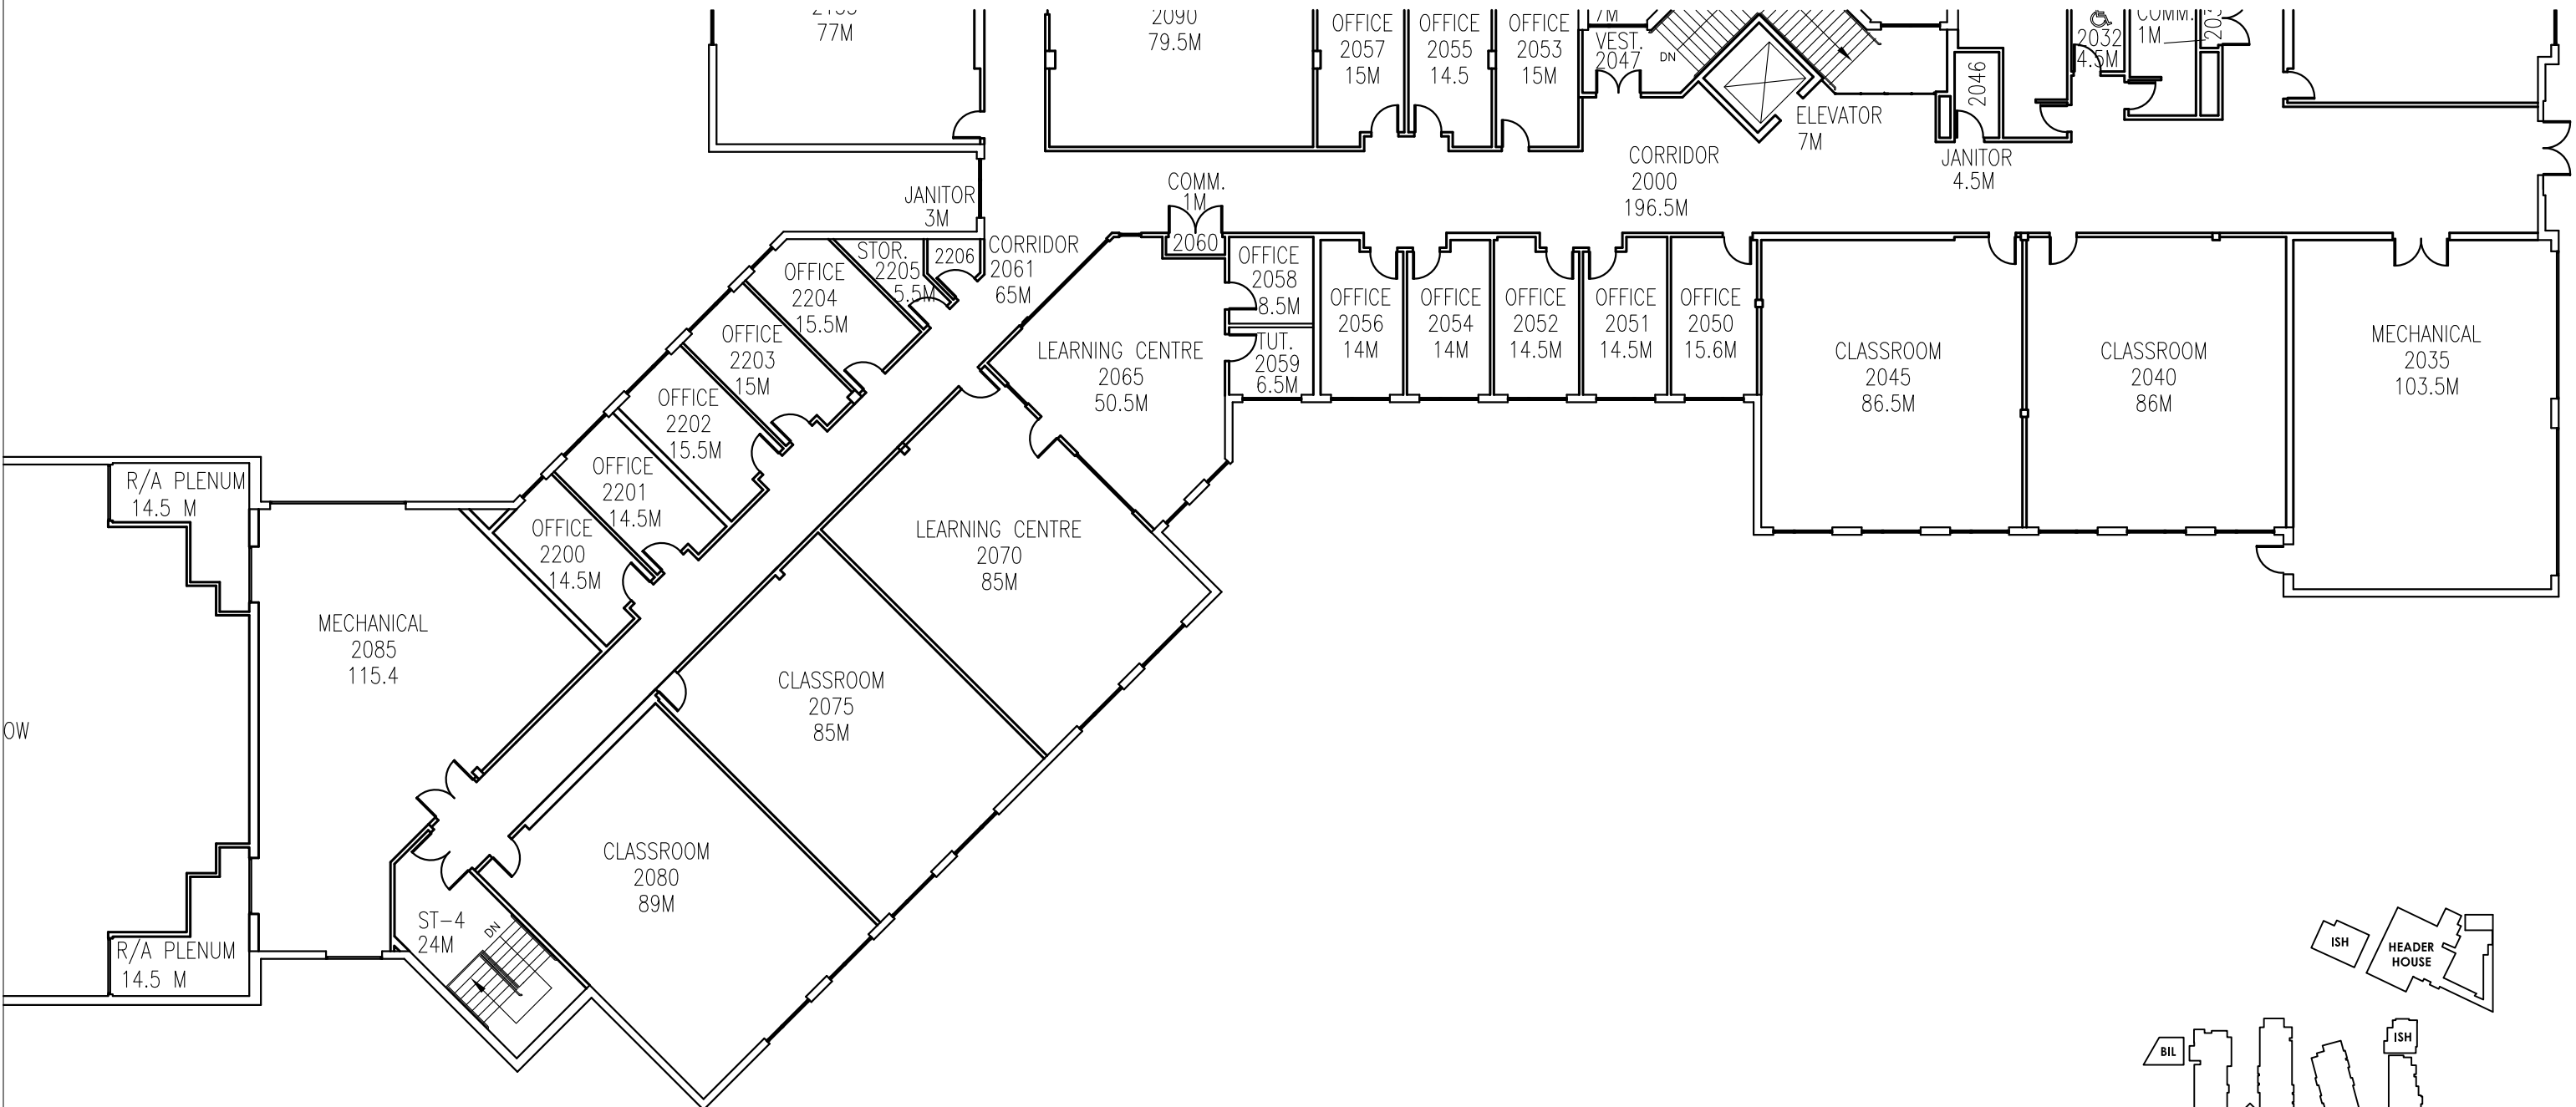 77M
2090
79.5M
OFFICE
2057
15M
OFFICE
2055
14.5
OFFICE
2053
15M
7M
VEST.
2047
DN
ELEVATOR
7M
2046
JANITOR
4.5M
2032
4.5M
COMM.
1M
CORRIDOR
2000
196.5M
COMM.
1M
2060
JANITOR
3M
STOR.
2205
5.5M
2206
CORRIDOR
2061
65M
OFFICE
2204
15.5M
OFFICE
2203
15M
OFFICE
2202
15.5M
OFFICE
2201
14.5M
OFFICE
2200
14.5M
OFFICE
2058
8.5M
TUT.
2059
6.5M
OFFICE
2056
14M
OFFICE
2054
14M
OFFICE
2052
14.5M
OFFICE
2051
14.5M
OFFICE
2050
15.6M
CLASSROOM
2045
86.5M
CLASSROOM
2040
86M
MECHANICAL
2035
103.5M
LEARNING CENTRE
2065
50.5M
LEARNING CENTRE
2070
85M
CLASSROOM
2075
85M
CLASSROOM
2080
89M
R/A PLENUM
14.5 M
MECHANICAL
2085
115.4
OW
R/A PLENUM
14.5 M
ST-4
24M
DN
ISH
HEADER
HOUSE
BIL
ISH